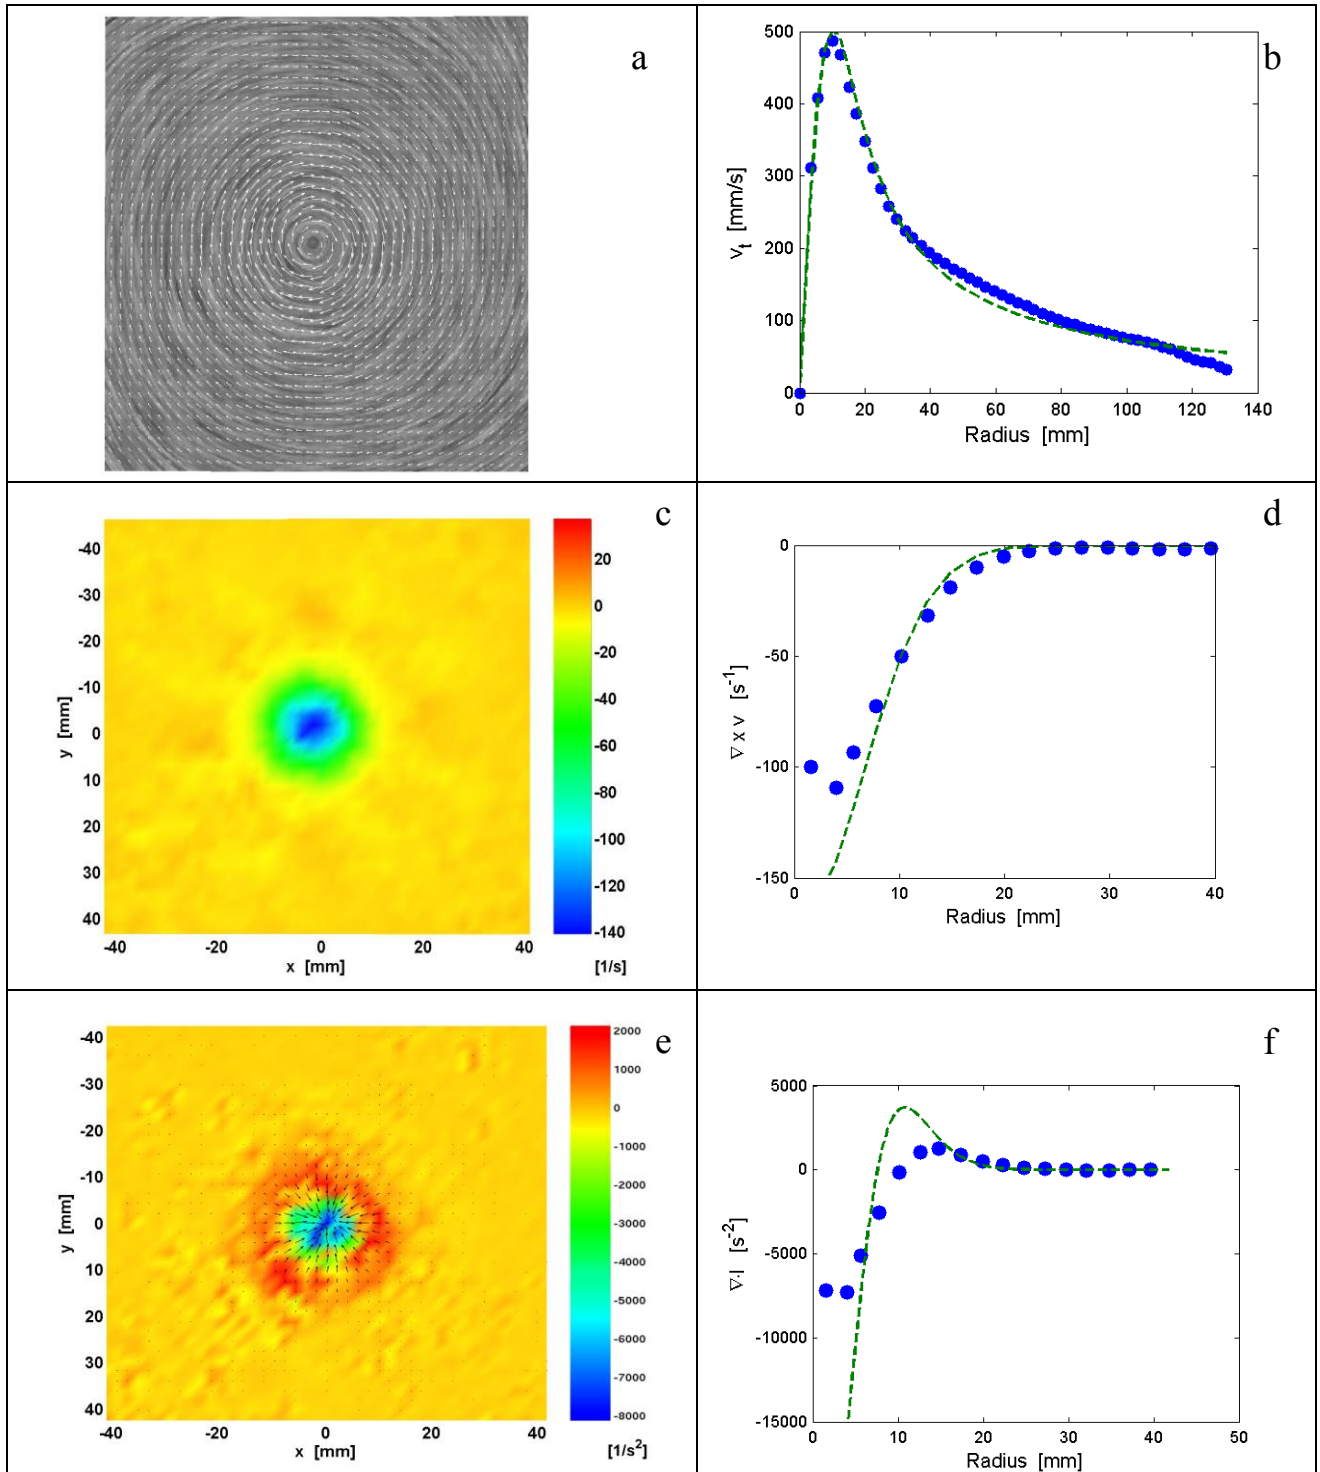 a
b
500
400
300
200
100
0
v_t [mm/s]
0 20 40 60 80 100 120 140
Radius [mm]
c
-40
-30
-20
-10
0
10
20
30
40
y [mm]
-40 -20 0 20 40
x [mm]
20
0
-20
-40
-60
-80
-100
-120
-140
[1/s]
d
0
-50
-100
-150
∇ x v [s^-1]
0 10 20 30 40
Radius [mm]
e
-40
-30
-20
-10
0
10
20
30
40
y [mm]
-40 -20 0 20 40
x [mm]
2000
1000
0
-1000
-2000
-3000
-4000
-5000
-6000
-7000
-8000
[1/s^2]
f
5000
0
-5000
-10000
-15000
∇·l [s^-2]
0 10 20 30 40 50
Radius [mm]